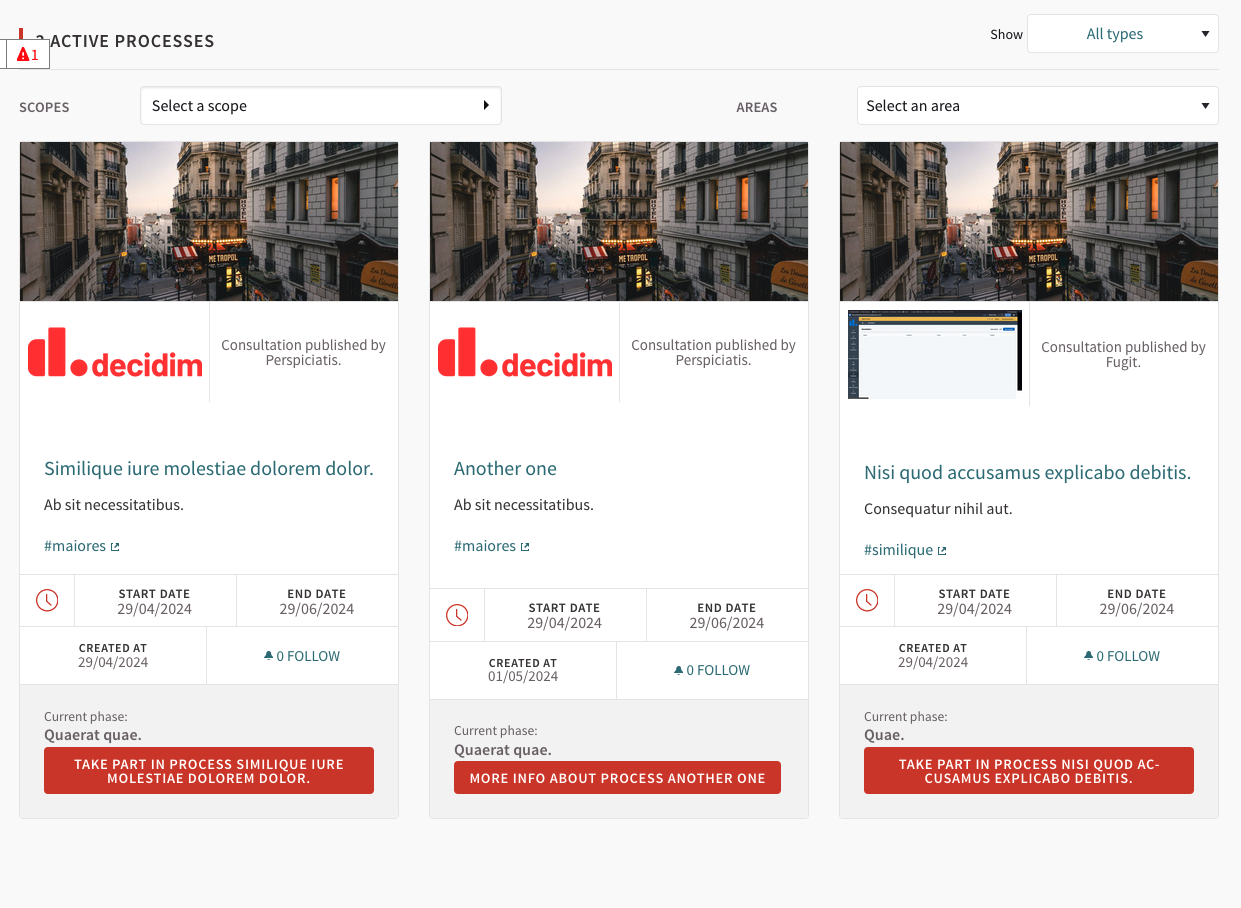 ACTIVE PROCESSES
Show
All types
1
SCOPES
Select a scope
AREAS
Select an area
METROPOL
METROPOL
METROPOL
decidim
Consultation published by
Perspiciatis.
decidim
Consultation published by
Perspiciatis.
Consultation published by
Fugit.
Similique iure molestiae dolorem dolor.
Ab sit necessitatibus.
#maiores
Another one
Ab sit necessitatibus.
#maiores
Nisi quod accusamus explicabo debitis.
Consequatur nihil aut.
#similique
START DATE
29/04/2024
END DATE
29/06/2024
CREATED AT
29/04/2024
0 FOLLOW
START DATE
29/04/2024
END DATE
29/06/2024
CREATED AT
01/05/2024
0 FOLLOW
START DATE
29/04/2024
END DATE
29/06/2024
CREATED AT
29/04/2024
0 FOLLOW
Current phase:
Quaerat quae.
TAKE PART IN PROCESS SIMILIQUE IURE
MOLESTIAE DOLOREM DOLOR.
Current phase:
Quaerat quae.
MORE INFO ABOUT PROCESS ANOTHER ONE
Current phase:
Quae.
TAKE PART IN PROCESS NISI QUOD AC-
CUSAMUS EXPLICABO DEBITIS.